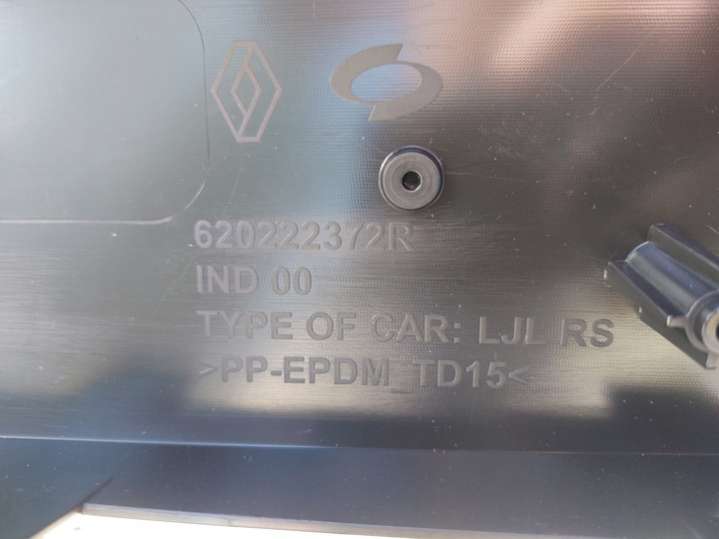 620222372R
IND 00
TYPE OF CAR: LJL RS
>PP-EPDM_TD15<